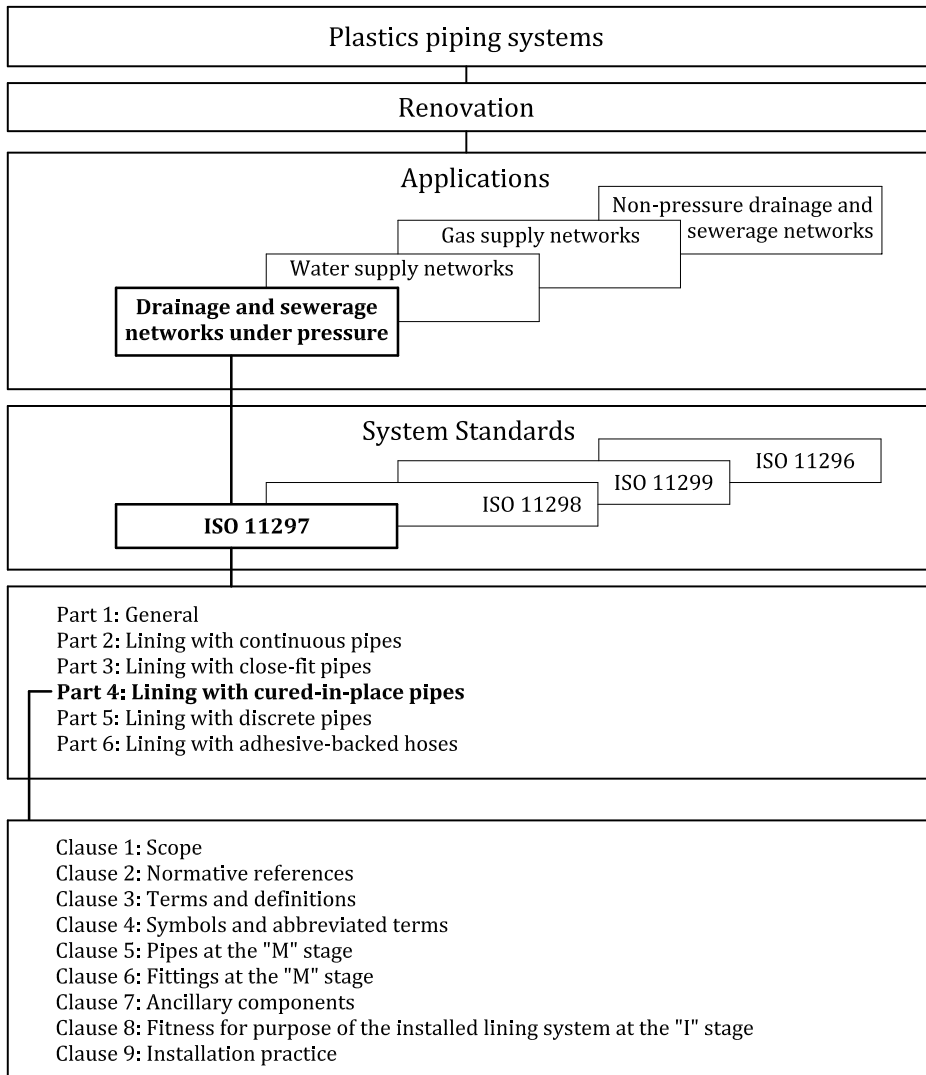 Plastics piping systems
Renovation
Applications
Non-pressure drainage and
sewerage networks
Gas supply networks
Water supply networks
Drainage and sewerage
networks under pressure
System Standards
ISO 11296
ISO 11299
ISO 11298
ISO 11297
Part 1: General
Part 2: Lining with continuous pipes
Part 3: Lining with close-fit pipes
Part 4: Lining with cured-in-place pipes
Part 5: Lining with discrete pipes
Part 6: Lining with adhesive-backed hoses
Clause 1: Scope
Clause 2: Normative references
Clause 3: Terms and definitions
Clause 4: Symbols and abbreviated terms
Clause 5: Pipes at the "M" stage
Clause 6: Fittings at the "M" stage
Clause 7: Ancillary components
Clause 8: Fitness for purpose of the installed lining system at the "I" stage
Clause 9: Installation practice